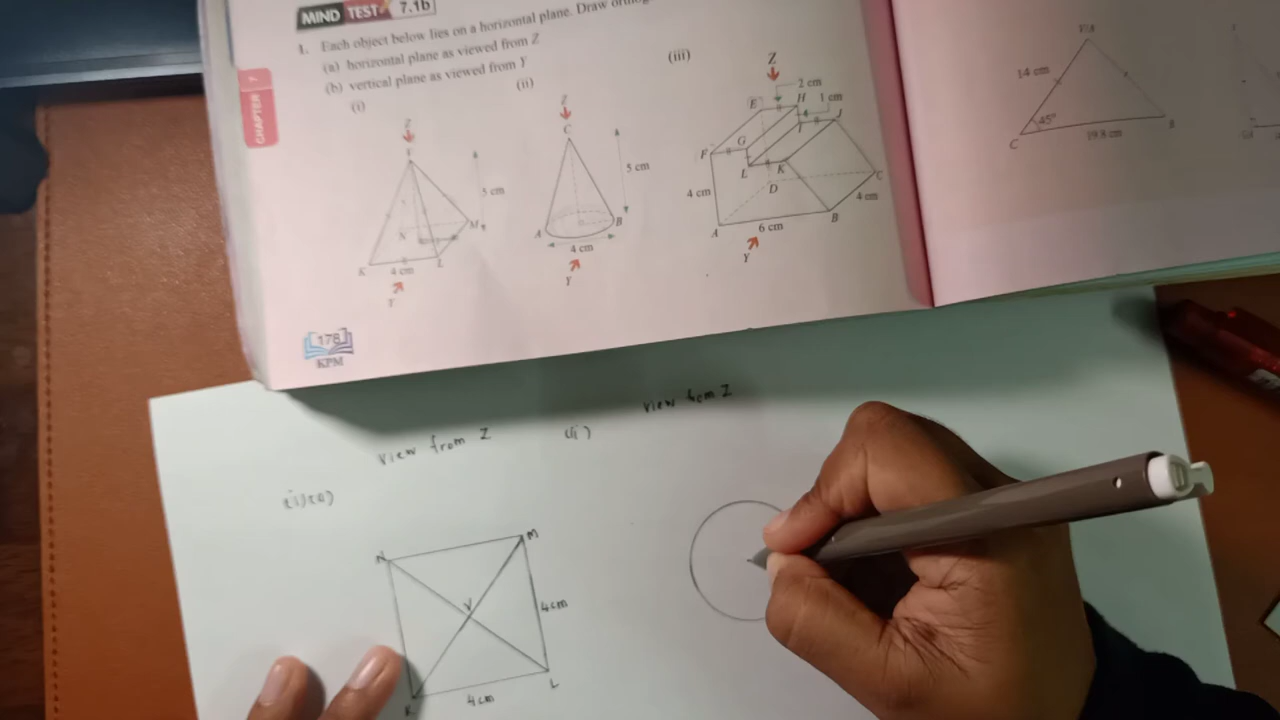 MIND TEST 7.1b
1. Each object below lies on a horizontal plane. Draw
(a) horizontal plane as viewed from Z
(b) vertical plane as viewed from Y
(i)
(ii)
(iii)
CHAPTER 7
Z
5 cm
N
M
K
L
4 cm
Y
Z
C
5 cm
A
B
4 cm
Y
Z
2 cm
E
H
1 cm
J
F
G
L
K
D
C
4 cm
4 cm
A
B
6 cm
Y
14 cm
45°
C
19.8 cm
B
178
KPM
view from Z
(i)(a)
N
M
V
4cm
K
L
4cm
(ii)
view from Z